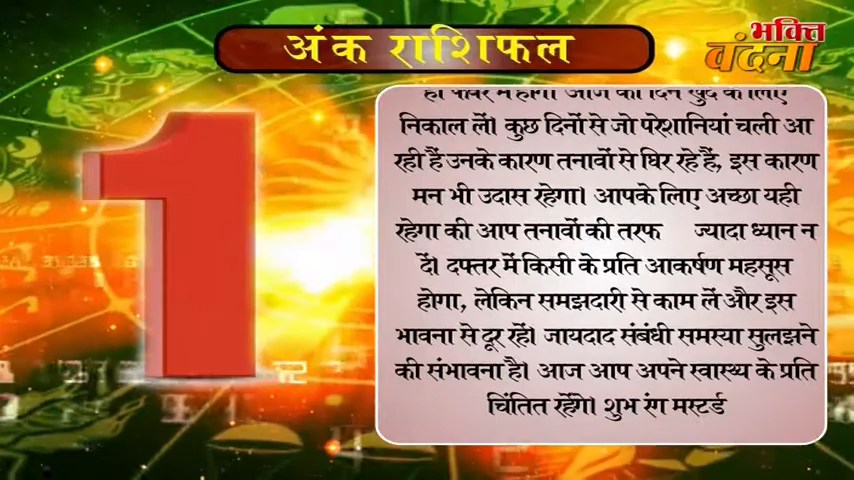 अंक राशिफल
भक्ति
वंदना
1
निकाल लें। कुछ दिनों से जो परेशानियां चली आ
रही हैं उनके कारण तनावों से घिर रहे हैं, इस कारण
मन भी उदास रहेगा। आपके लिए अच्छा यही
रहेगा की आप तनावों की तरफ ज्यादा ध्यान न
दें। दफ्तर में किसी के प्रति आकर्षण महसूस
होगा, लेकिन समझदारी से काम लें और इस
भावना से दूर रहें। जायदाद संबंधी समस्या सुलझने
की संभावना है। आज आप अपने स्वास्थ्य के प्रति
चिंतित रहेंगे। शुभ रंग मस्टर्ड